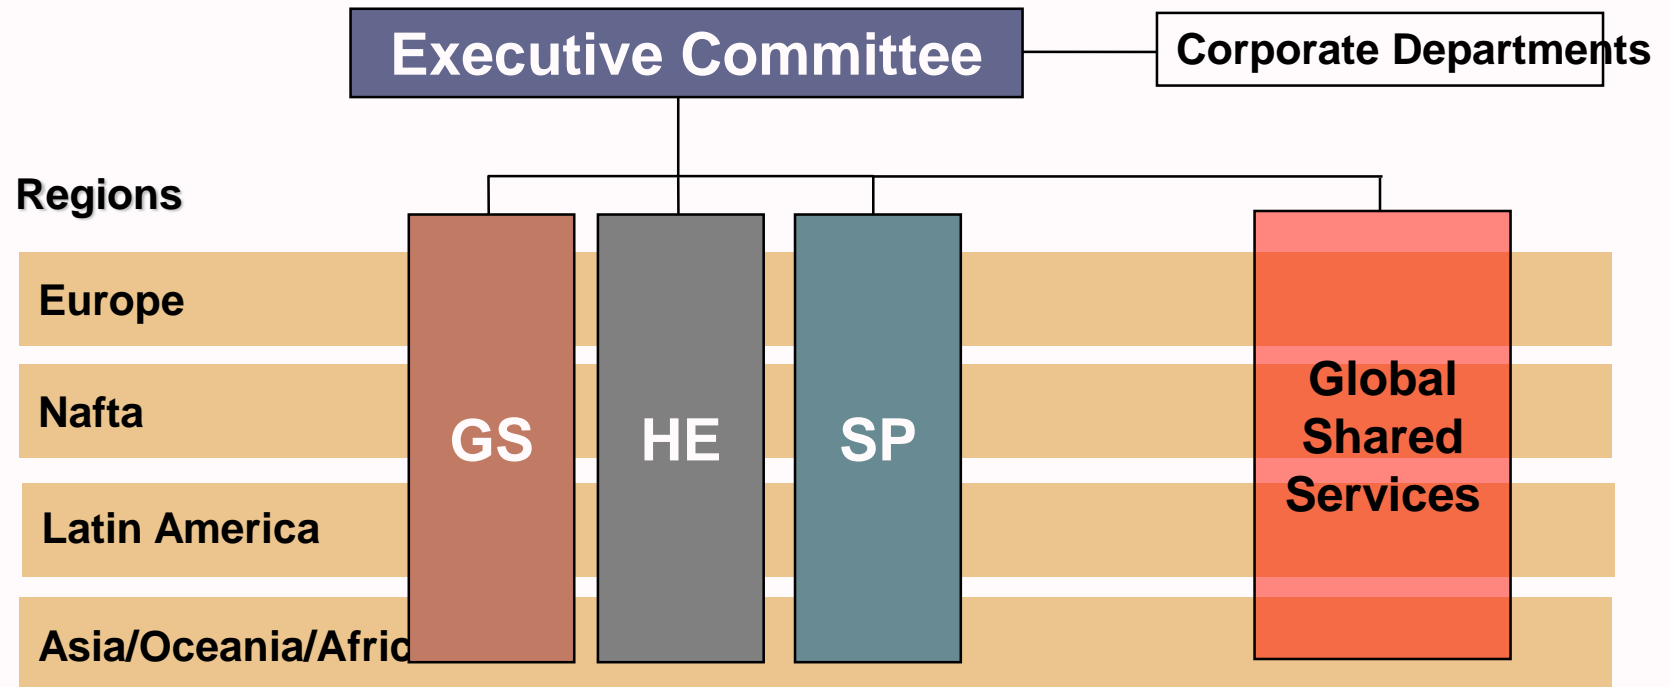 Executive Committee
Corporate Departments
Regions
Europe
Nafta
Latin America
Asia/Oceania/Afric
GS
HE
SP
Global
Shared
Services